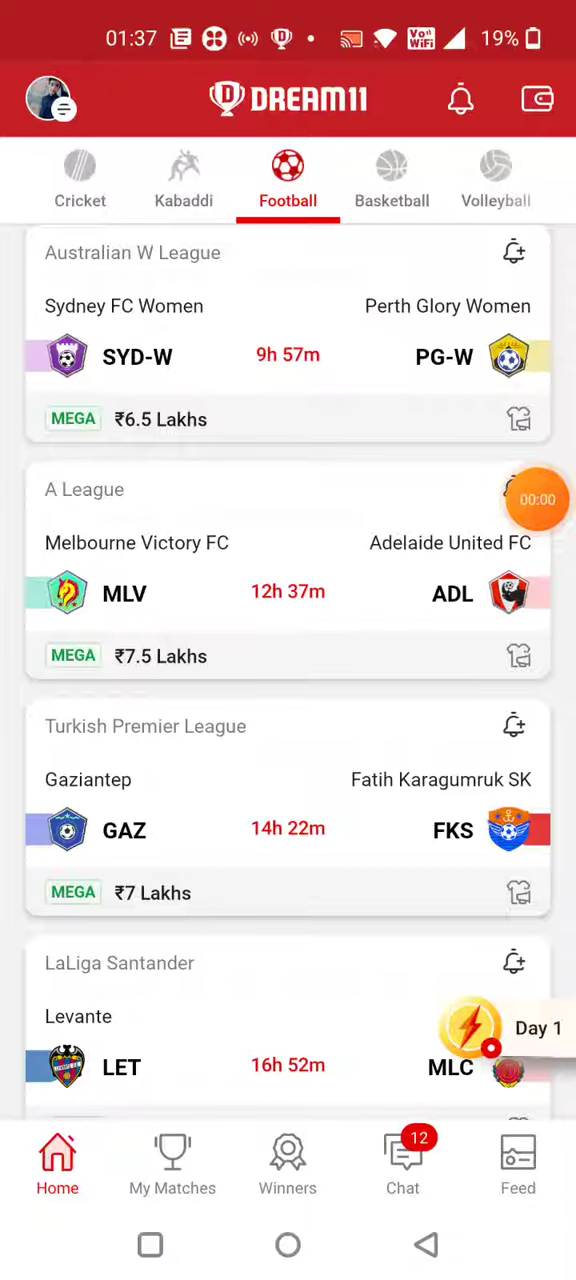 01:37 Vo)) WiFi 19%
DREAM11
Cricket Kabaddi Football Basketball Volleyball
Australian W League
Sydney FC Women Perth Glory Women
SYD-W 9h 57m PG-W
MEGA ₹6.5 Lakhs
A League
00:00
Melbourne Victory FC Adelaide United FC
MLV 12h 37m ADL
MEGA ₹7.5 Lakhs
Turkish Premier League
Gaziantep Fatih Karagumruk SK
GAZ 14h 22m FKS
MEGA ₹7 Lakhs
LaLiga Santander
Levante
Day 1
LET 16h 52m MLC
12
Home My Matches Winners Chat Feed